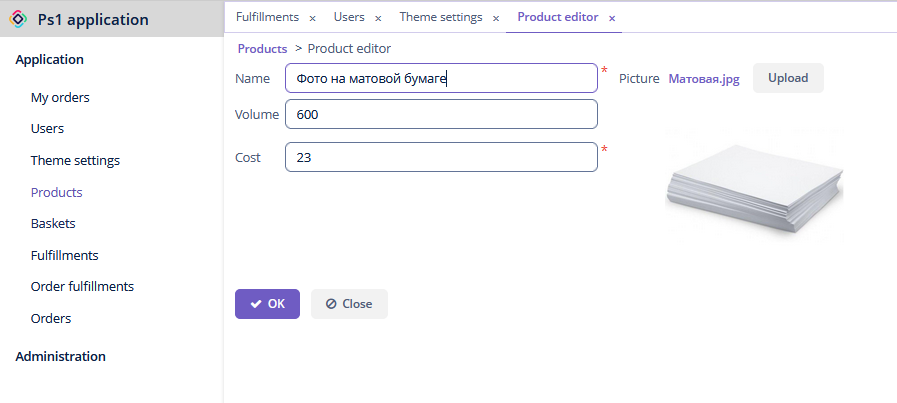 Ps1 application
Fulfillments × Users × Theme settings × Product editor ×
Application
Products > Product editor
Name Фото на матовой бумаге * Picture Матовая.jpg Upload
My orders
Volume 600
Users
Theme settings
Cost 23 *
Products
Baskets
Fulfillments
Order fulfillments
OK Close
Orders
Administration